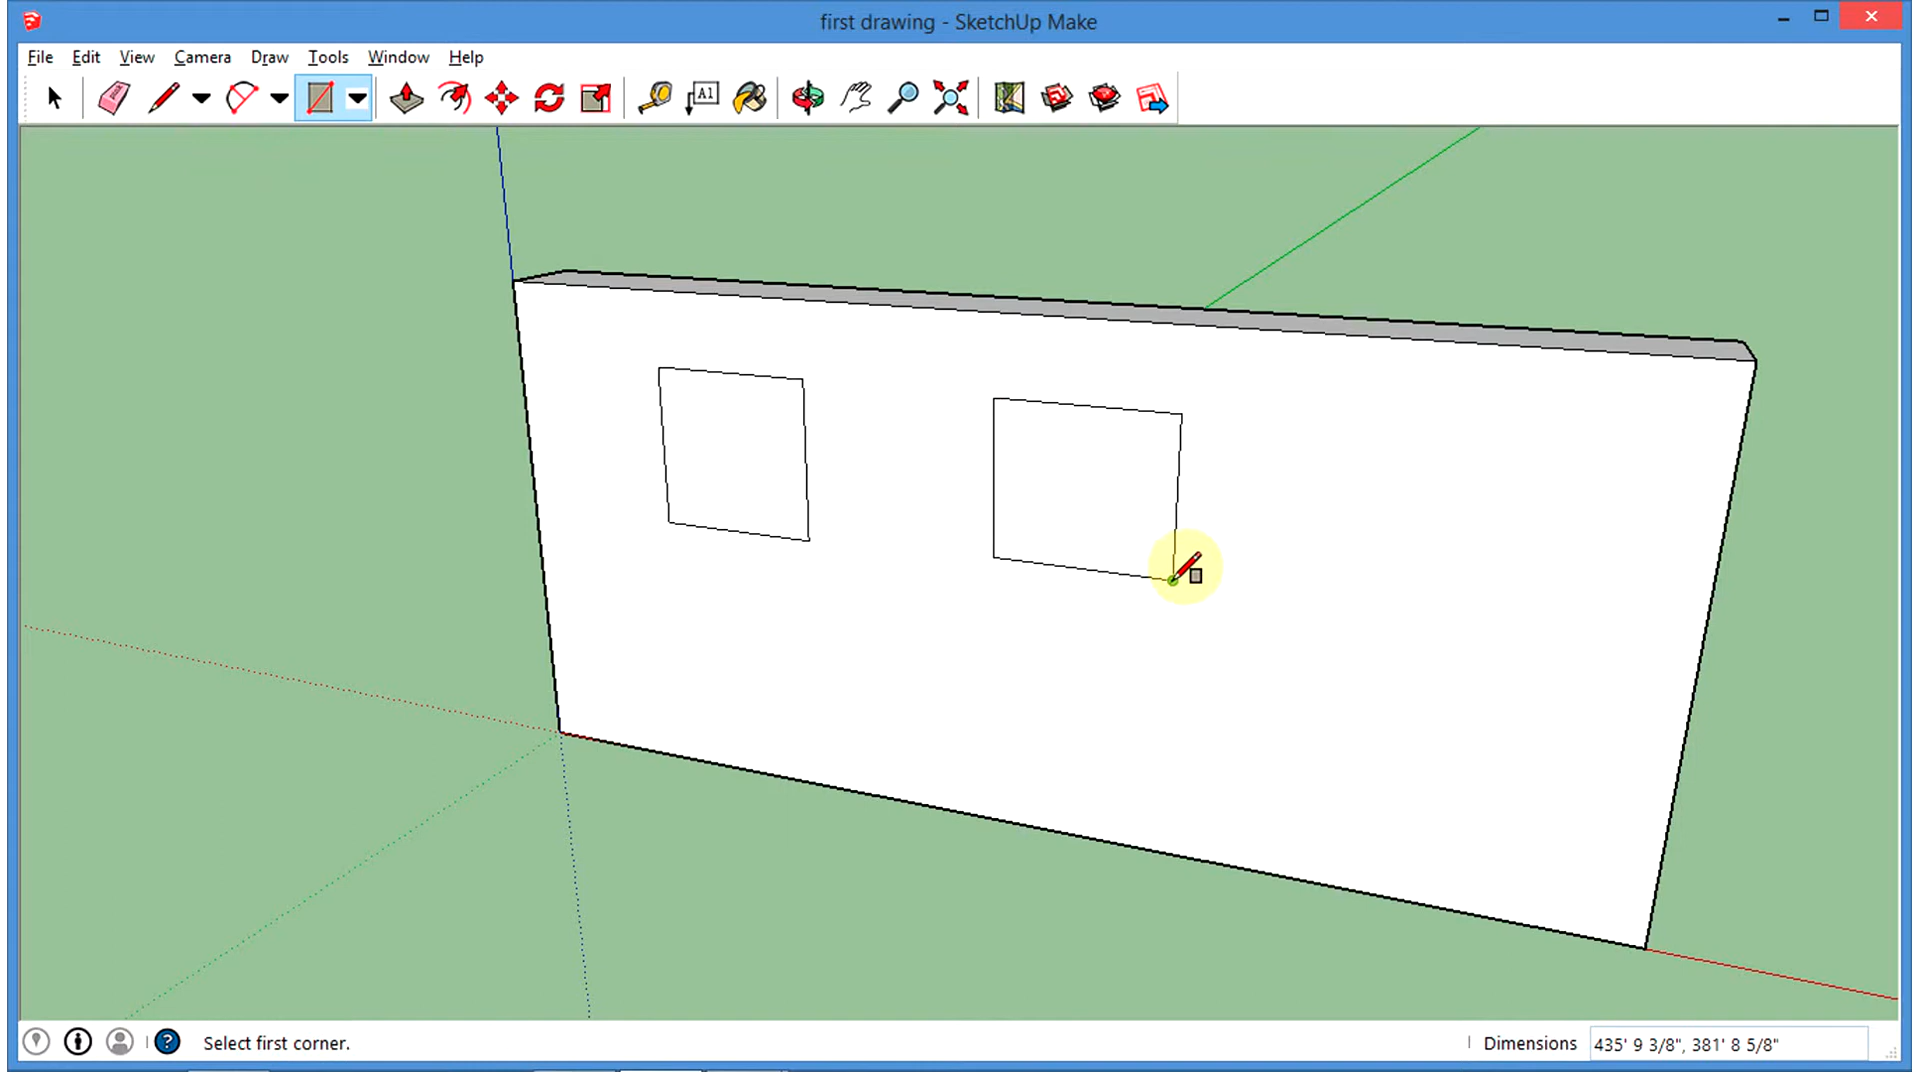 first drawing - SketchUp Make
File Edit View Camera Draw Tools Window Help
A1
Select first corner.
Dimensions 435' 9 3/8", 381' 8 5/8"